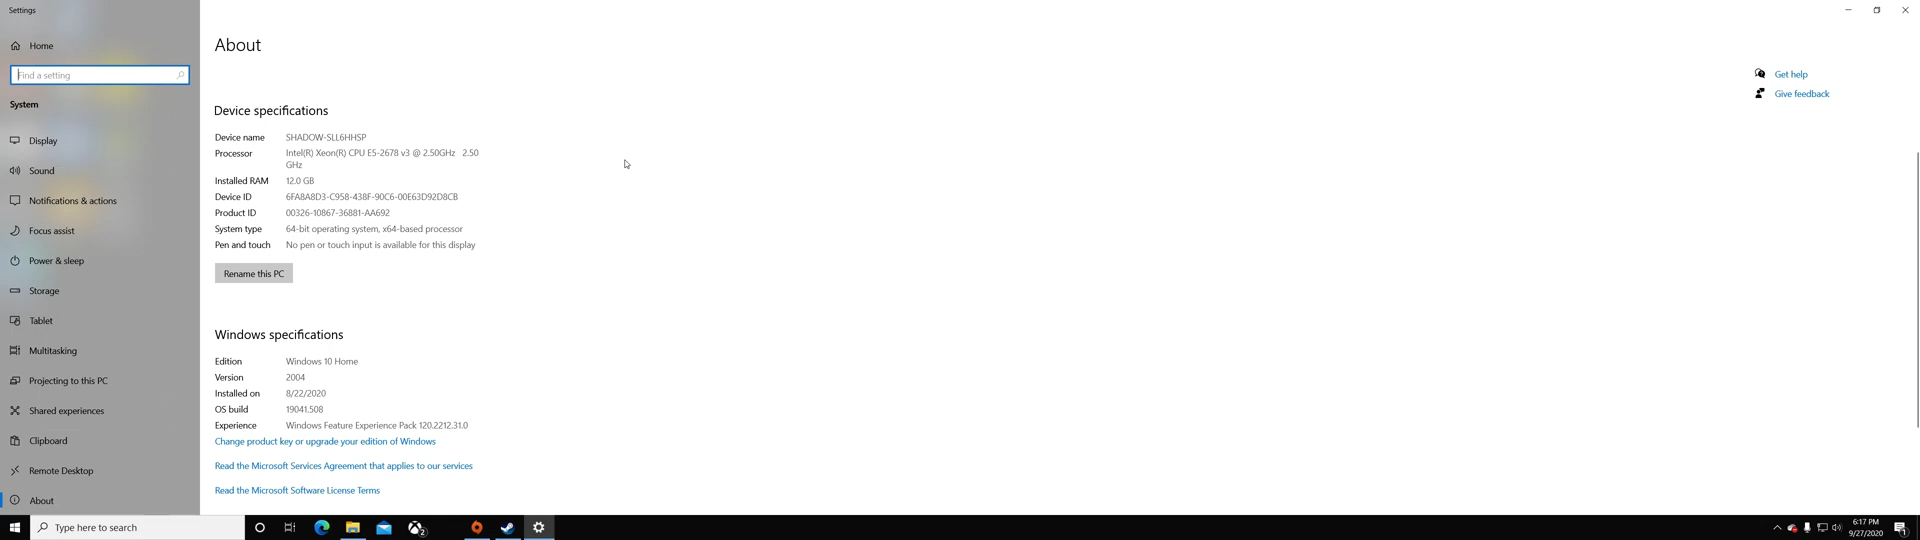 Settings
Home
Find a setting
System
Display
Sound
Notifications & actions
Focus assist
Power & sleep
Storage
Tablet
Multitasking
Projecting to this PC
Shared experiences
Clipboard
Remote Desktop
About
About
Device specifications
Device name SHADOW-SLL6HHSP
Processor Intel(R) Xeon(R) CPU E5-2678 v3 @ 2.50GHz 2.50
GHz
Installed RAM 12.0 GB
Device ID 6FA8A8D3-C958-438F-90C6-00E63D92D8CB
Product ID 00326-10867-36881-AA692
System type 64-bit operating system, x64-based processor
Pen and touch No pen or touch input is available for this display
Rename this PC
Windows specifications
Edition Windows 10 Home
Version 2004
Installed on 8/22/2020
OS build 19041.508
Experience Windows Feature Experience Pack 120.2212.31.0
Change product key or upgrade your edition of Windows
Read the Microsoft Services Agreement that applies to our services
Read the Microsoft Software License Terms
Get help
Give feedback
Type here to search
2
6:17 PM
9/27/2020
1